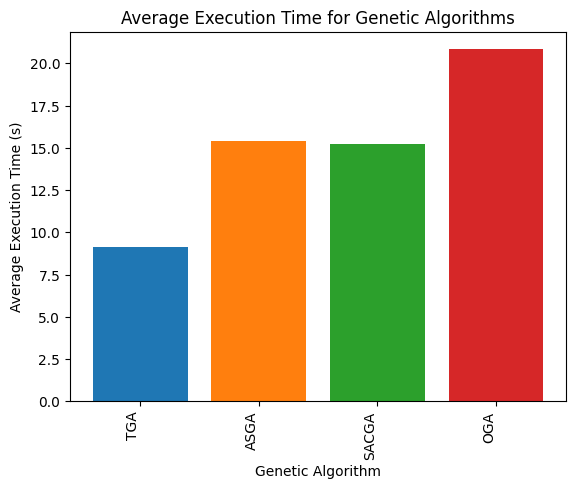 Average Execution Time for Genetic Algorithms
Average Execution Time (s)
20.0
17.5
15.0
12.5
10.0
7.5
5.0
2.5
0.0
TGA
ASGA
SACGA
OGA
Genetic Algorithm